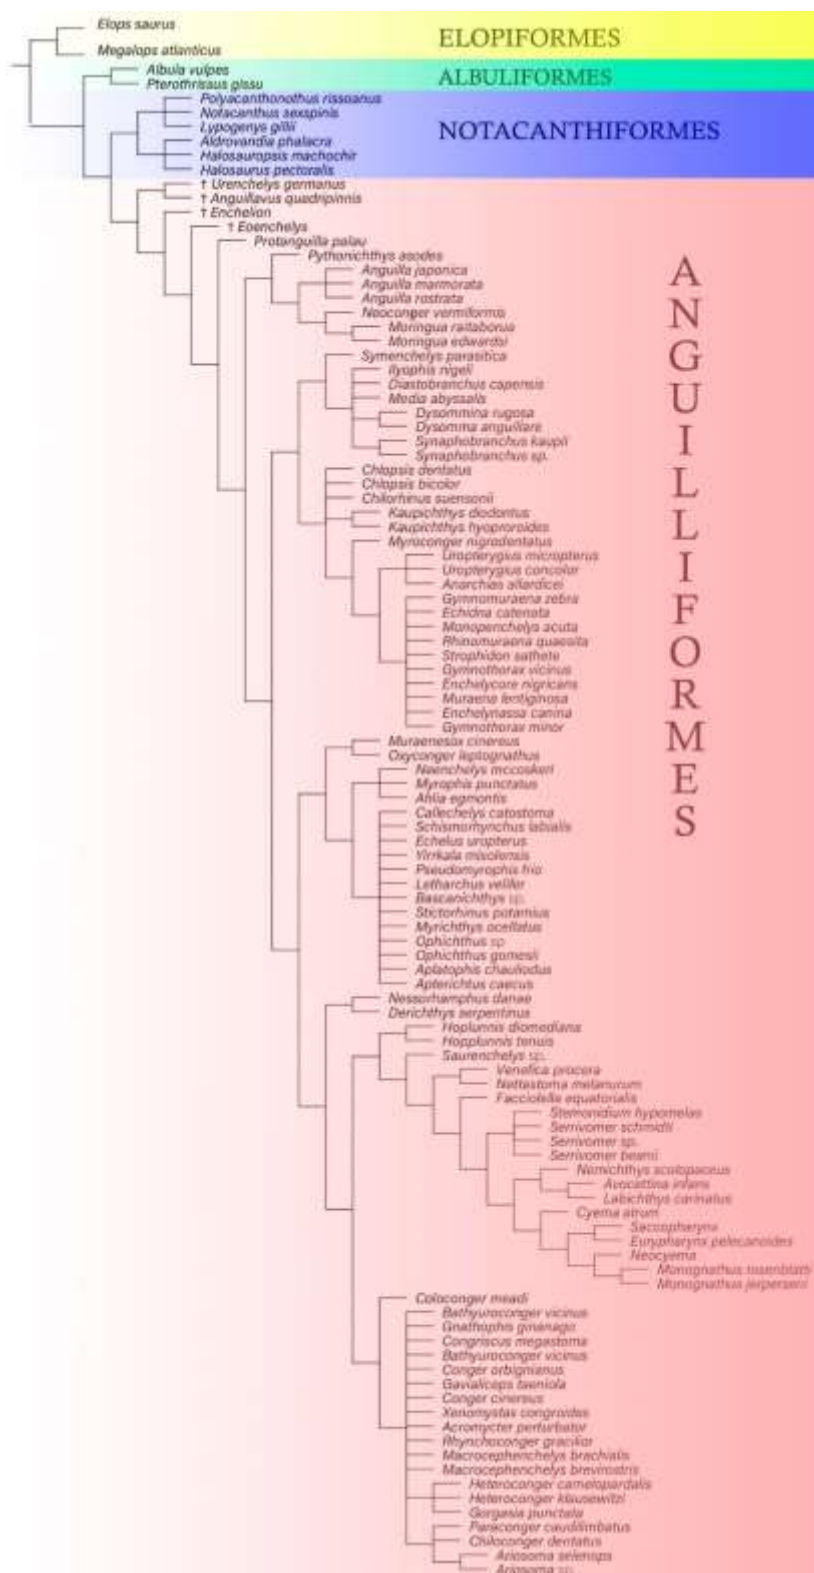 Elops saurus
ELOPIFORMES
Megalops atlanticus
Albula vulpes
ALBULIFORMES
Pterothrissus gissu
Polyacanthonothus rissoanus
Notacanthus sexspinis
Lypogenys gillii
NOTACANTHIFORMES
Aldrovandia phalacra
Halosauropsis machochir
Halosaurus pectoralis
† Urenchelys germanus
† Anguillavus quadripinnis
† Enchelion
† Eoenchelys
Protanguilla palau
Pythonichthys asodes
Anguilla japonica
Anguilla marmorata
Anguilla rostrata
Neoconger vermiformis
Moringua raitaborua
Moringua edwardsi
Symenchelys parasitica
Ilyophis nigeli
Diastobranchus capensis
Media abyssalis
Dysommina rugosa
Dysomma anguillare
Synaphobranchus kaupii
Synaphobranchus sp.
Chlopsis dentatus
Chlopsis bicolor
Chilorhinus suensonii
Kaupichthys diodontus
Kaupichthys hyoproroides
Myroconger nigrodentatus
Uropterygius micropterus
Uropterygius concolor
Anarchias allardicei
Gymnomuraena zebra
Echidna catenata
Monopenchelys acuta
Rhinomuraena quaesita
Strophidon sathete
Gymnothorax vicinus
Enchelycore nigricans
Muraena lentiginosa
Enchelynassa canina
Gymnothorax minor
ANGUILLIFORMES
Muraenesox cinereus
Oxyconger leptognathus
Neenchelys mccoskeri
Myrophis punctatus
Ahlia egmontis
Callechelys catostoma
Schismorhynchus labialis
Echelus uropterus
Yirrkala misolensis
Pseudomyrophis frio
Letharchus velifer
Bascanichthys sp.
Stictorhinus potamius
Myrichthys ocellatus
Ophichthus sp
Ophichthus gomesii
Aplatophis chauliodus
Apterichtus caecus
Nessorhamphus danae
Derichthys serpentinus
Hoplunnis diomediana
Hopplunnis tenuis
Saurenchelys sp.
Venefica procera
Nettastoma melanurum
Facciolella equatorialis
Stemonidium hypomelas
Serrivomer schmidti
Serrivomer sp.
Serrivomer beanii
Nemichthys scolopaceus
Avocettina infans
Labichthys carinatus
Cyema atrum
Saccopharynx
Eurypharynx pelecanoides
Neocyema
Monognathus rosenblatti
Monognathus jesperseni
Coloconger meadi
Bathyuroconger vicinus
Gnathophis ginanago
Congriscus megastoma
Bathyuroconger vicinus
Conger orbignianus
Gavialiceps taeniola
Conger cinereus
Xenomystax congroides
Acromycter perturbator
Rhynchoconger gracilior
Macrocephenchelys brachialis
Macrocephenchelys brevirostris
Heteroconger camelopardalis
Heteroconger klausewitzi
Gorgasia punctata
Paraconger caudilimbatus
Chiloconger dentatus
Ariosoma selenops
Ariosoma sp.